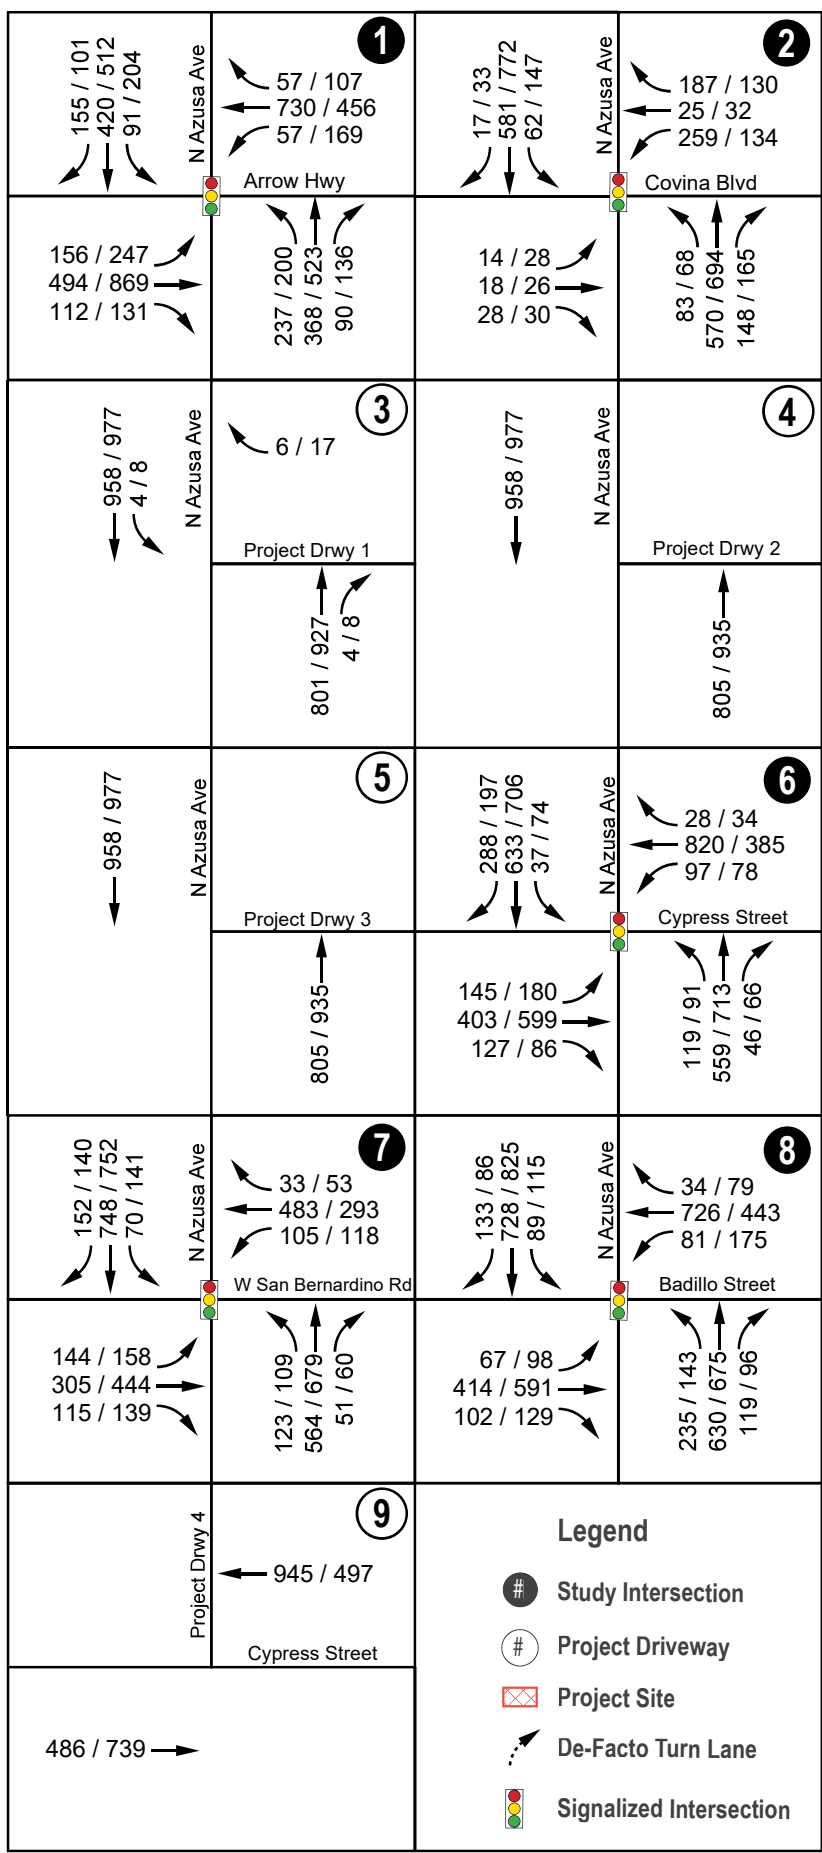 1
155 / 101
420 / 512
91 / 204
N Azusa Ave
57 / 107
730 / 456
57 / 169
Arrow Hwy
156 / 247
494 / 869
112 / 131
237 / 200
368 / 523
90 / 136
2
17 / 33
581 / 772
62 / 147
N Azusa Ave
187 / 130
25 / 32
259 / 134
Covina Blvd
14 / 28
18 / 26
28 / 30
83 / 68
570 / 694
148 / 165
3
958 / 977
4 / 8
N Azusa Ave
6 / 17
Project Drwy 1
801 / 927
4 / 8
4
958 / 977
N Azusa Ave
Project Drwy 2
805 / 935
5
958 / 977
N Azusa Ave
Project Drwy 3
805 / 935
6
288 / 197
633 / 706
37 / 74
N Azusa Ave
28 / 34
820 / 385
97 / 78
Cypress Street
145 / 180
403 / 599
127 / 86
119 / 91
559 / 713
46 / 66
7
152 / 140
748 / 752
70 / 141
N Azusa Ave
33 / 53
483 / 293
105 / 118
W San Bernardino Rd
144 / 158
305 / 444
115 / 139
123 / 109
564 / 679
51 / 60
8
133 / 86
728 / 825
89 / 115
N Azusa Ave
34 / 79
726 / 443
81 / 175
Badillo Street
67 / 98
414 / 591
102 / 129
235 / 143
630 / 675
119 / 96
9
Project Drwy 4
945 / 497
Cypress Street
486 / 739
Legend
# Study Intersection
# Project Driveway
Project Site
De-Facto Turn Lane
Signalized Intersection